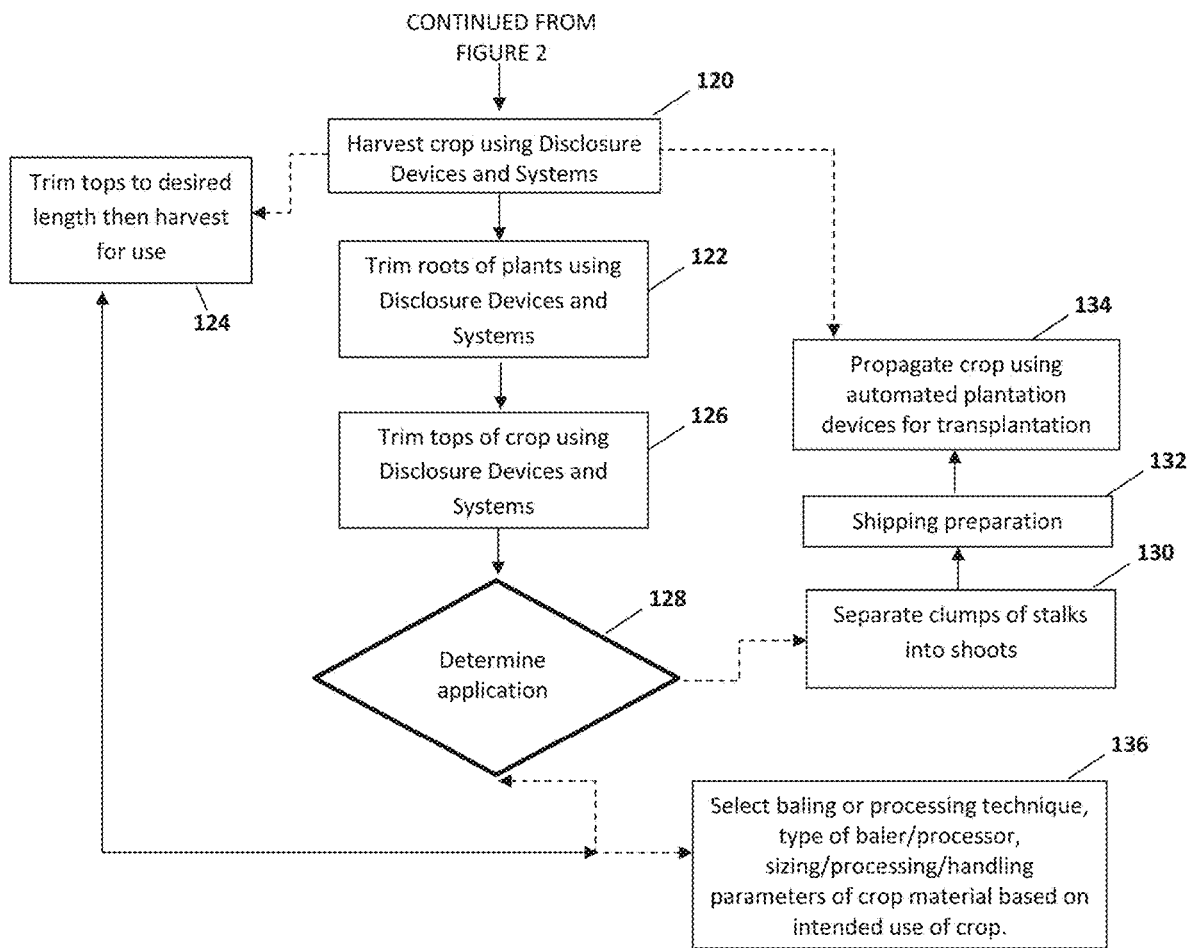 CONTINUED FROM
FIGURE 2
120
Harvest crop using Disclosure
Devices and Systems
Trim tops to desired
length then harvest
for use
124
Trim roots of plants using
Disclosure Devices and
Systems
122
134
Propagate crop using
automated plantation
devices for transplantation
Trim tops of crop using
Disclosure Devices and
Systems
126
132
Shipping preparation
130
Separate clumps of stalks
into shoots
128
Determine
application
136
Select baling or processing technique,
type of baler/processor,
sizing/processing/handling
parameters of crop material based on
intended use of crop.